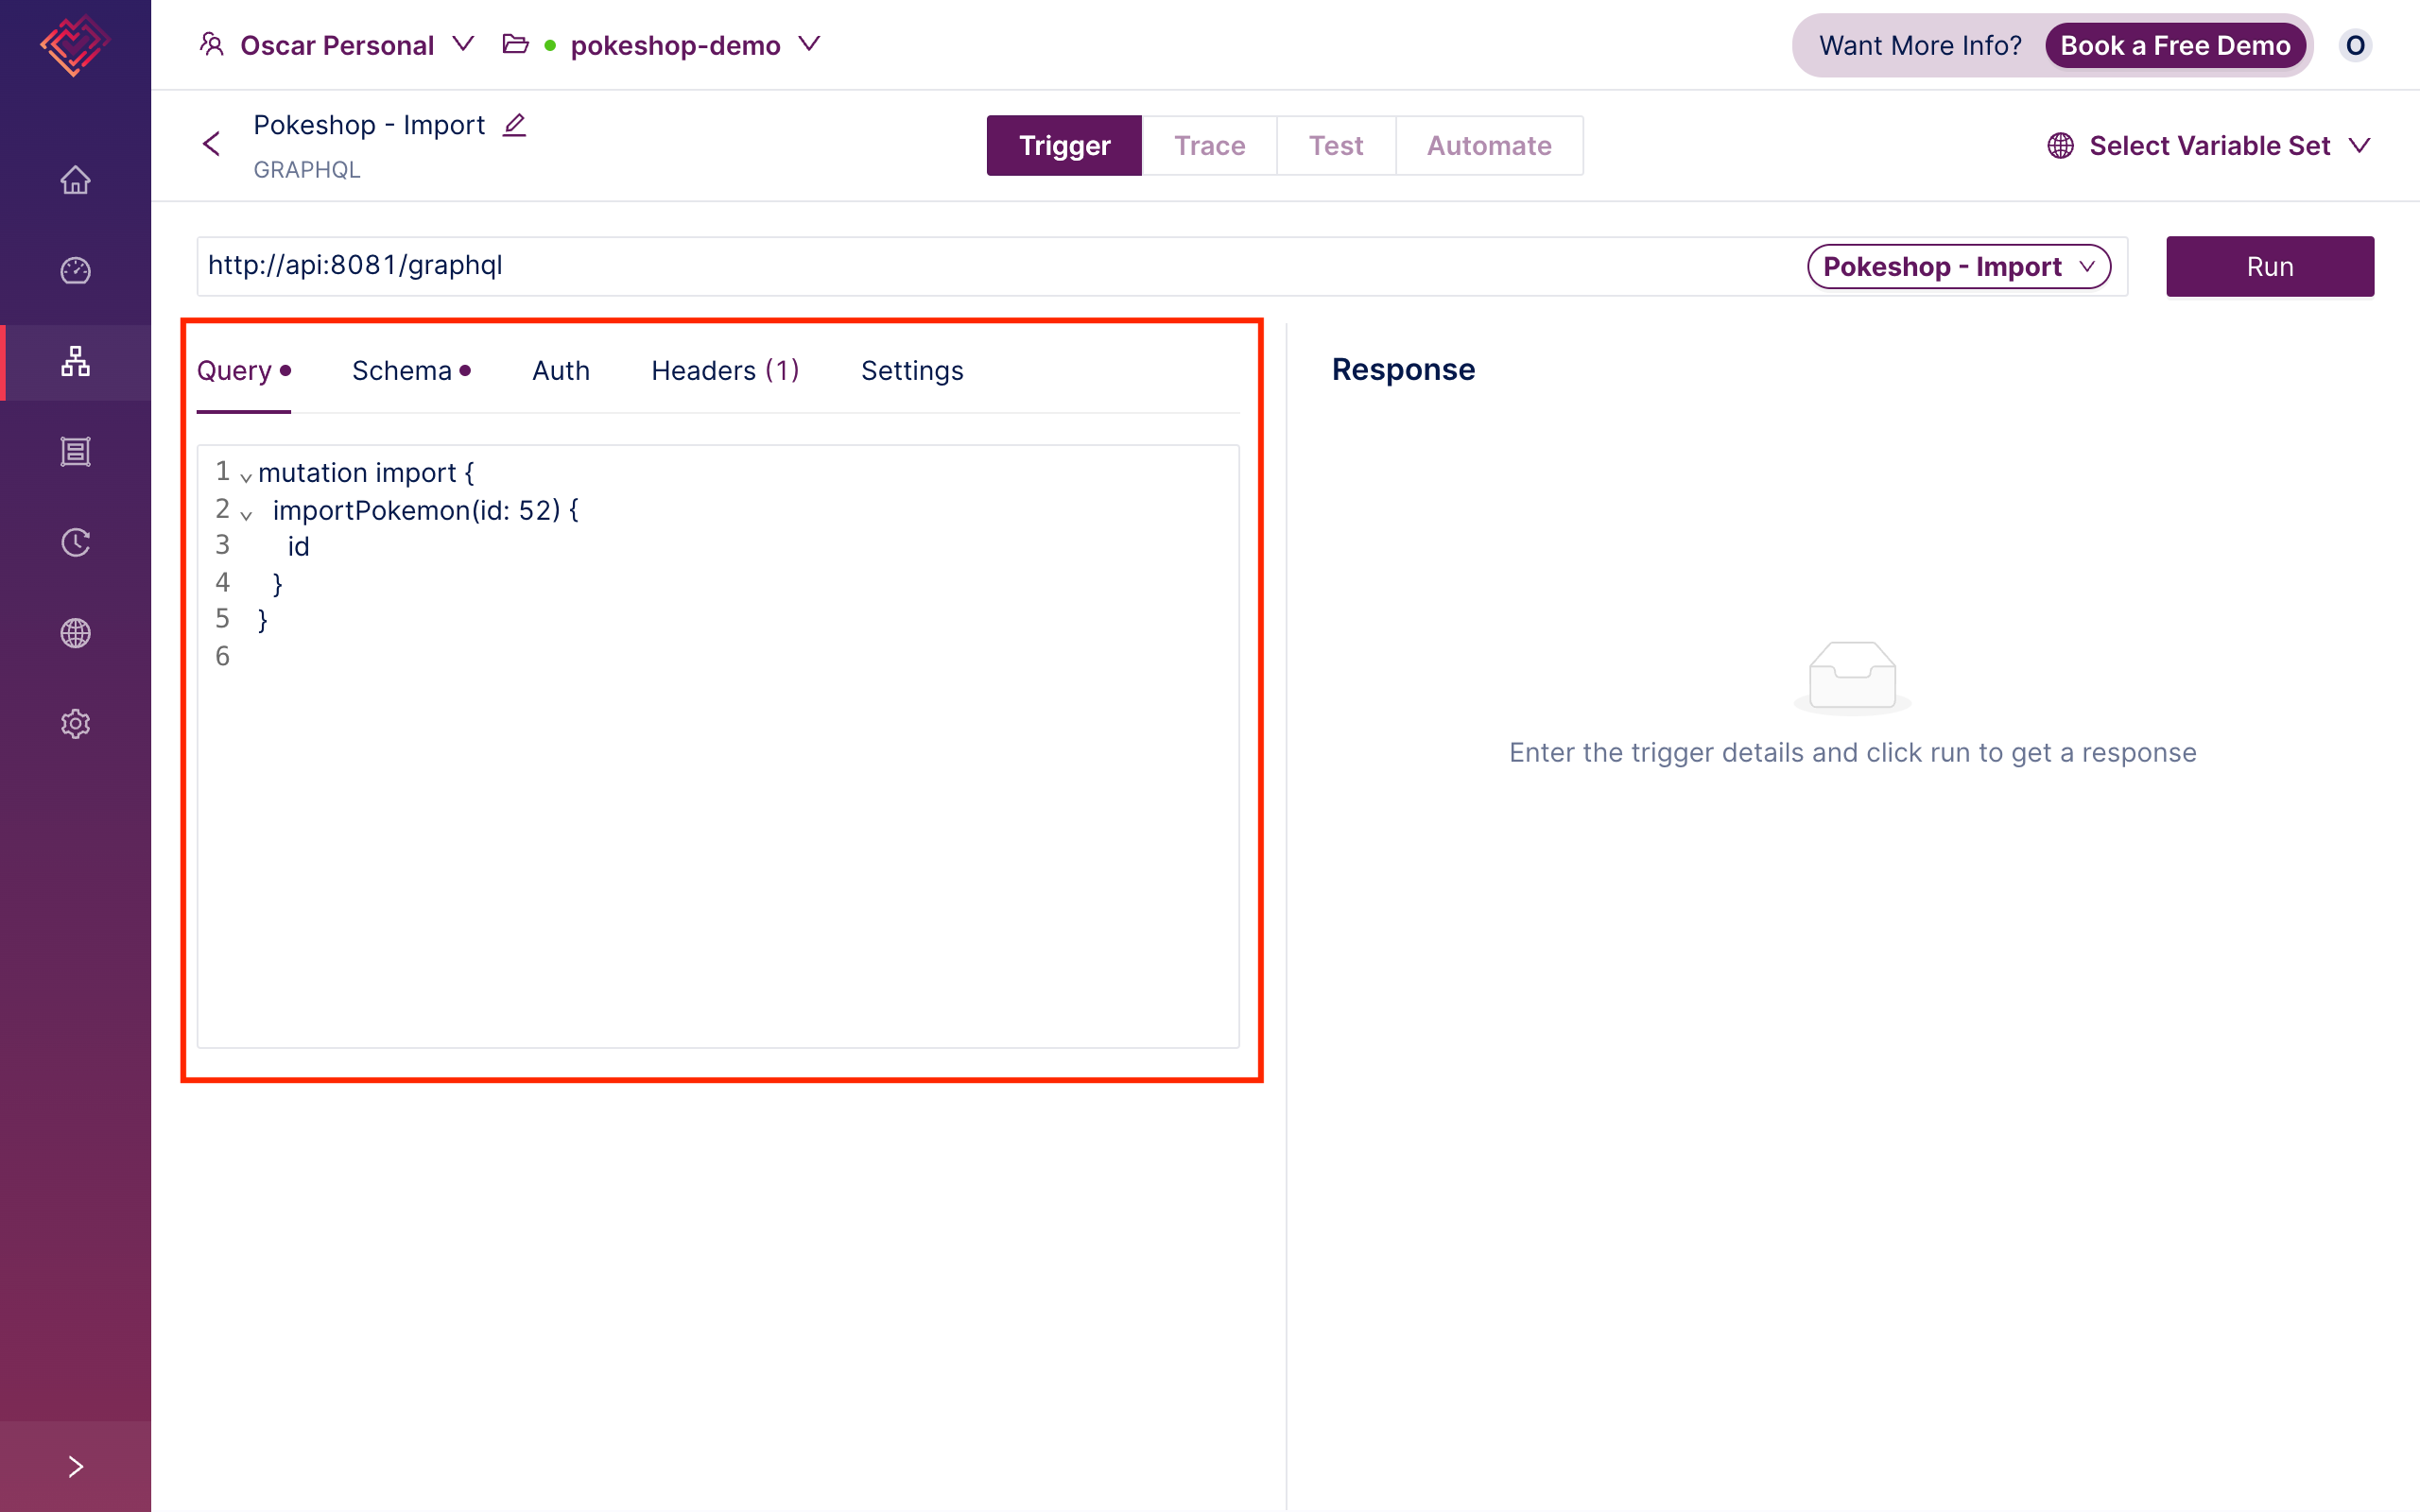 Oscar Personal
pokeshop-demo
Want More Info?
Book a Free Demo
O
Pokeshop - Import
GRAPHQL
Trigger
Trace
Test
Automate
Select Variable Set
http://api:8081/graphql
Pokeshop - Import
Run
Query
Schema
Auth
Headers (1)
Settings
1 mutation import {
2 importPokemon(id: 52) {
3 id
4 }
5 }
6
Response
Enter the trigger details and click run to get a response